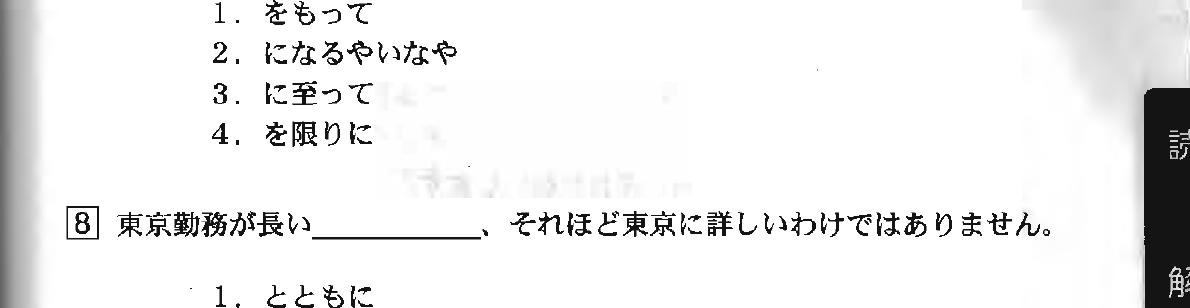 1．をもって
2．になるやいなや
3．に至って
4．を限りに
8 東京勤務が長い＿＿＿＿＿＿、それほど東京に詳しいわけではありません。
1．とともに
読
解